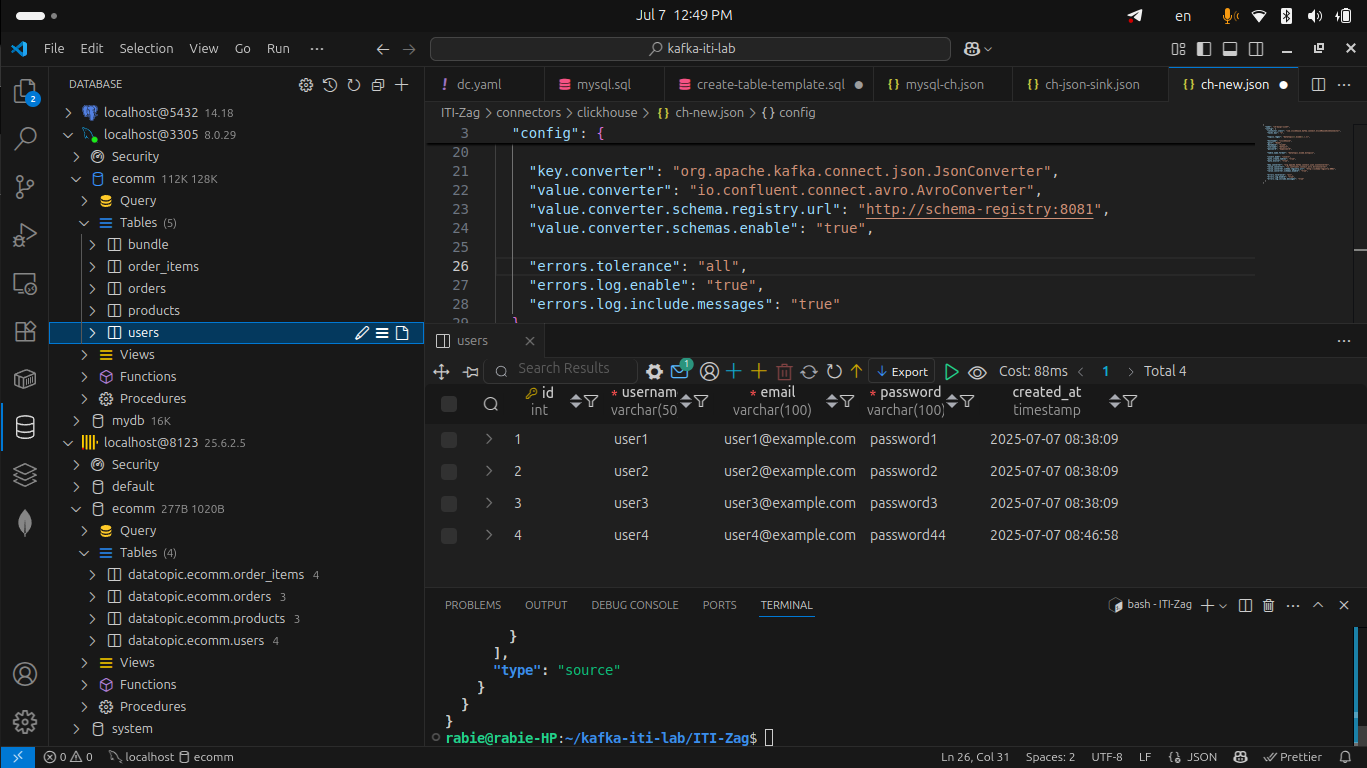 Jul 7 12:49 PM
en
File Edit Selection View Go Run ···
kafka-iti-lab
2
DATABASE
localhost@5432 14.18
localhost@3305 8.0.29
Security
ecomm 112K 128K
Query
Tables (5)
bundle
order_items
orders
products
users
Views
Functions
Procedures
mydb 16K
localhost@8123 25.6.2.5
Security
default
ecomm 277B 1020B
Query
Tables (4)
datatopic.ecomm.order_items 4
datatopic.ecomm.orders 3
datatopic.ecomm.products 3
datatopic.ecomm.users 4
Views
Functions
Procedures
system
dc.yaml mysql.sql create-table-template.sql mysql-ch.json ch-json-sink.json ch-new.json
ITI-Zag > connectors > clickhouse > ch-new.json > {} config
3 "config": {
20
21 "key.converter": "org.apache.kafka.connect.json.JsonConverter",
22 "value.converter": "io.confluent.connect.avro.AvroConverter",
23 "value.converter.schema.registry.url": "http://schema-registry:8081",
24 "value.converter.schemas.enable": "true",
25
26 "errors.tolerance": "all",
27 "errors.log.enable": "true",
28 "errors.log.include.messages": "true"
29 }
users
Search Results
1
Export
Cost: 88ms
1
Total 4
id * usernam * email * password created_at
int varchar(50 varchar(100) varchar(100) timestamp
1 user1 user1@example.com password1 2025-07-07 08:38:09
2 user2 user2@example.com password2 2025-07-07 08:38:09
3 user3 user3@example.com password3 2025-07-07 08:38:09
4 user4 user4@example.com password44 2025-07-07 08:46:58
PROBLEMS OUTPUT DEBUG CONSOLE PORTS TERMINAL
bash - ITI-Zag
}
],
"type": "source"
}
}
}
rabie@rabie-HP:~/kafka-iti-lab/ITI-Zag$
0 0 localhost ecomm
Ln 26, Col 31 Spaces: 2 UTF-8 LF {} JSON Prettier